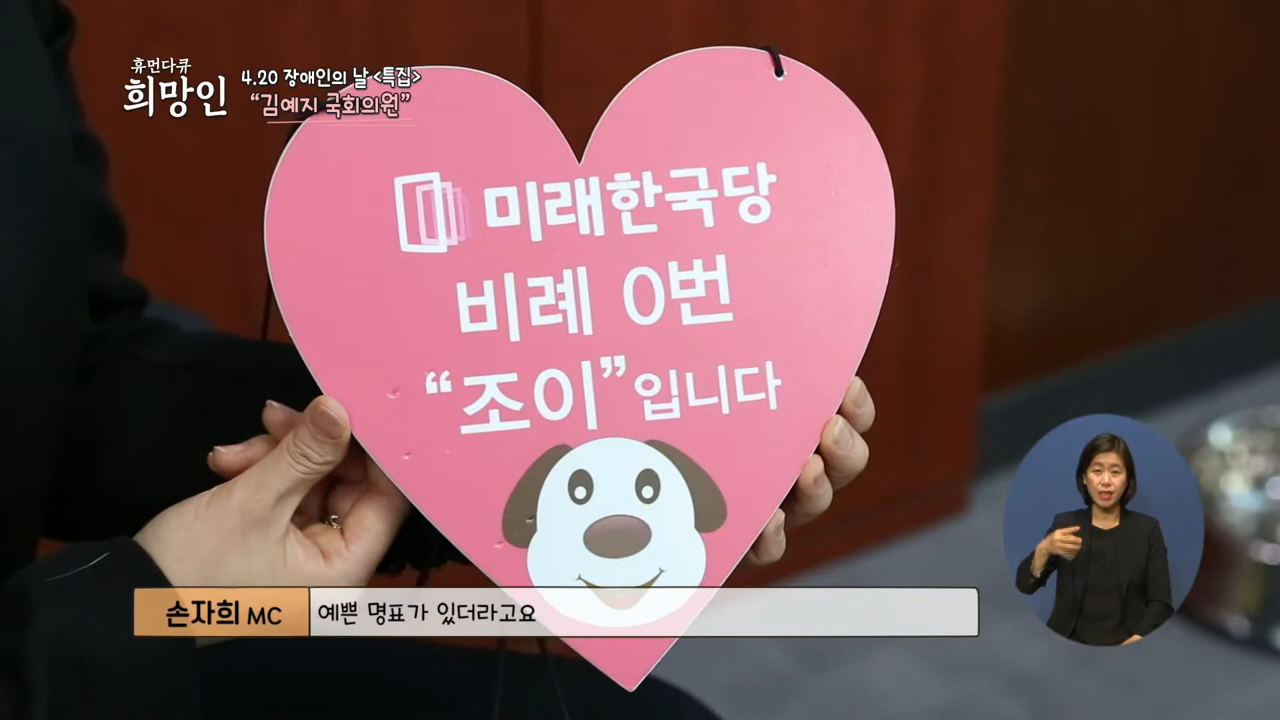 휴먼다큐
희망인
4.20 장애인의 날 <특집>
“김예지 국회의원”
미래한국당
비례 0번
“조이”입니다
손자희 MC
예쁜 명표가 있더라고요